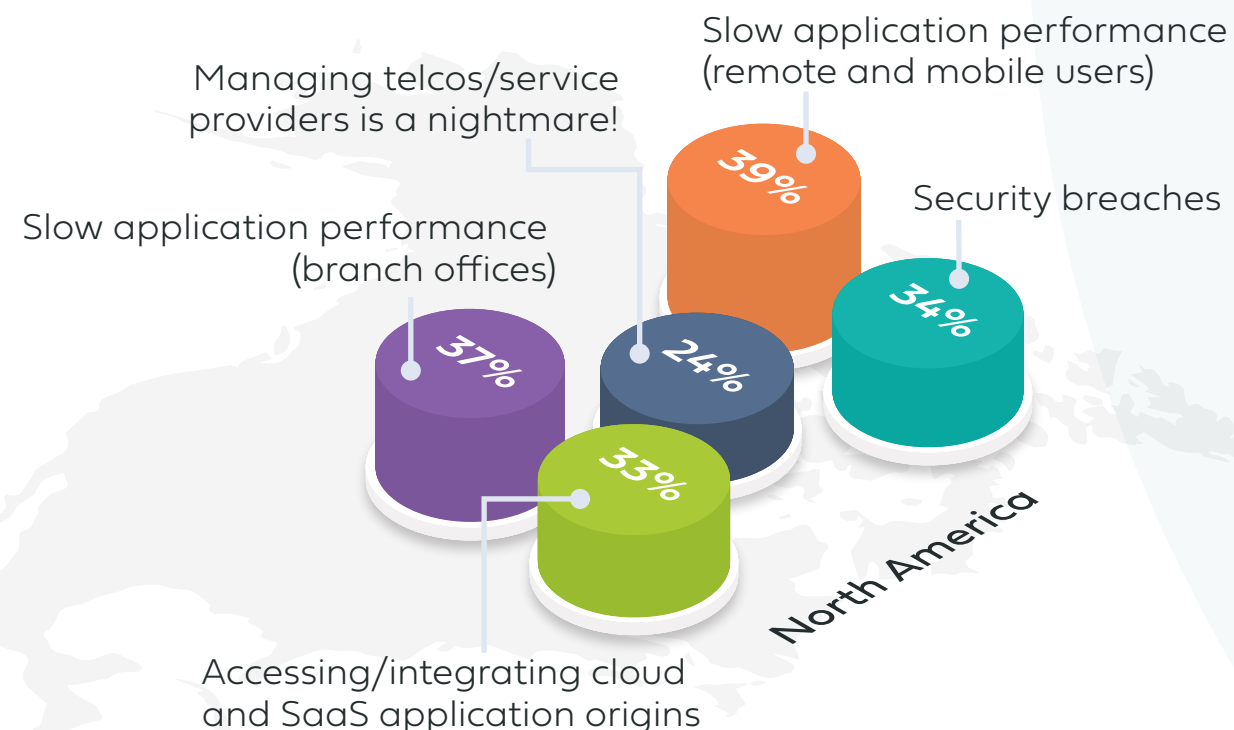 Slow application performance
(remote and mobile users)
39%
Managing telcos/service
providers is a nightmare!
24%
Security breaches
34%
Slow application performance
(branch offices)
37%
33%
Accessing/integrating cloud
and SaaS application origins
North America